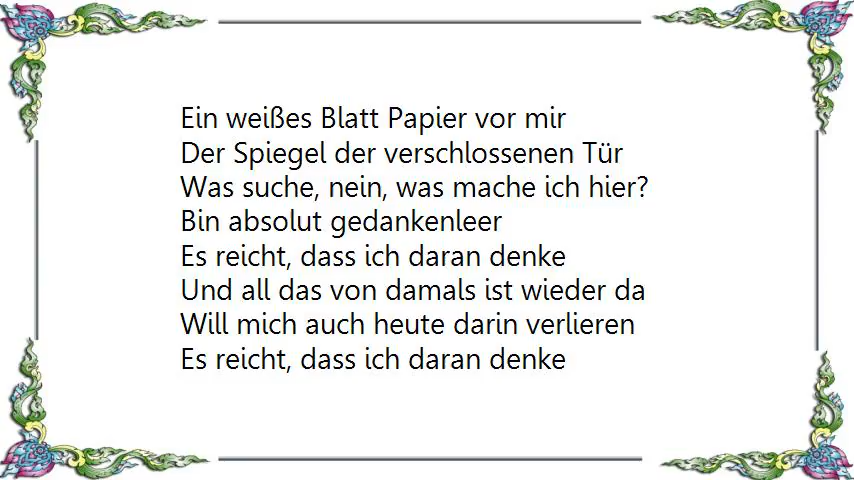 Ein weißes Blatt Papier vor mir
Der Spiegel der verschlossenen Tür
Was suche, nein, was mache ich hier?
Bin absolut gedankenleer
Es reicht, dass ich daran denke
Und all das von damals ist wieder da
Will mich auch heute darin verlieren
Es reicht, dass ich daran denke